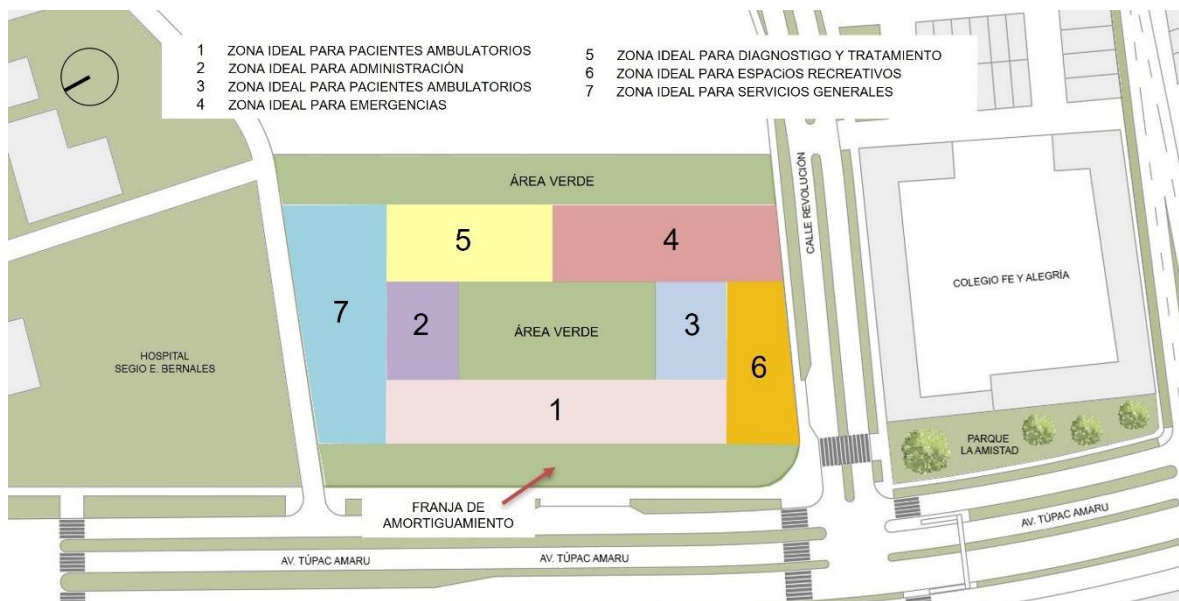 1 ZONA IDEAL PARA PACIENTES AMBULATORIOS
2 ZONA IDEAL PARA ADMINISTRACIÓN
3 ZONA IDEAL PARA PACIENTES AMBULATORIOS
4 ZONA IDEAL PARA EMERGENCIAS
5 ZONA IDEAL PARA DIAGNOSTIGO Y TRATAMIENTO
6 ZONA IDEAL PARA ESPACiOS RECREATIVOS
7 ZONA IDEAL PARA SERVICIOS GENERALES
ÁREA VERDE
CALLE REVOLUCIÓN
5
4
COLEGIO FE Y ALEGRÍA
7
2
ÁREA VERDE
3
6
HOSPITAL
SEGIO E. BERNALES
1
PARQUE
LA AMISTAD
FRANJA DE
AMORTIGUAMIENTO
AV. TÚPAC AMARU
AV. TÚPAC AMARU
AV. TÚPAC AMARU